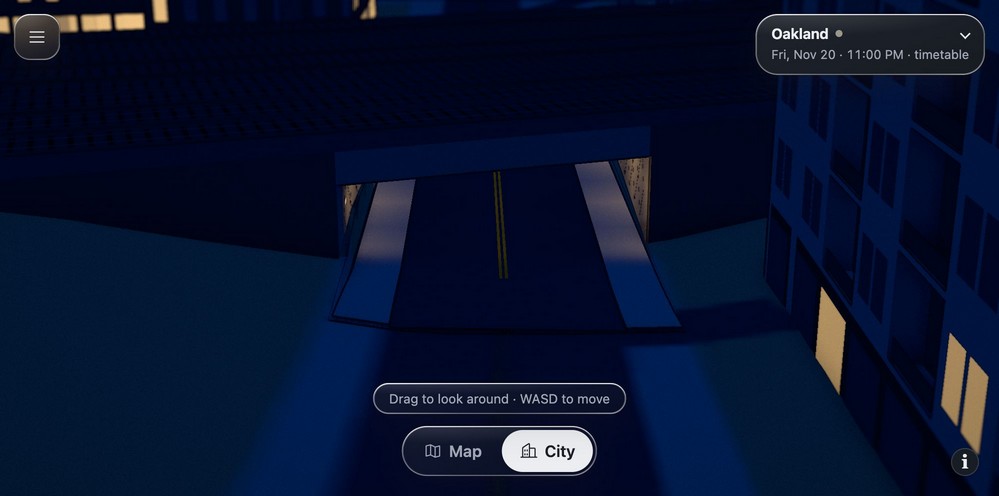 Oakland
Fri, Nov 20 · 11:00 PM · timetable
Drag to look around · WASD to move
Map
City